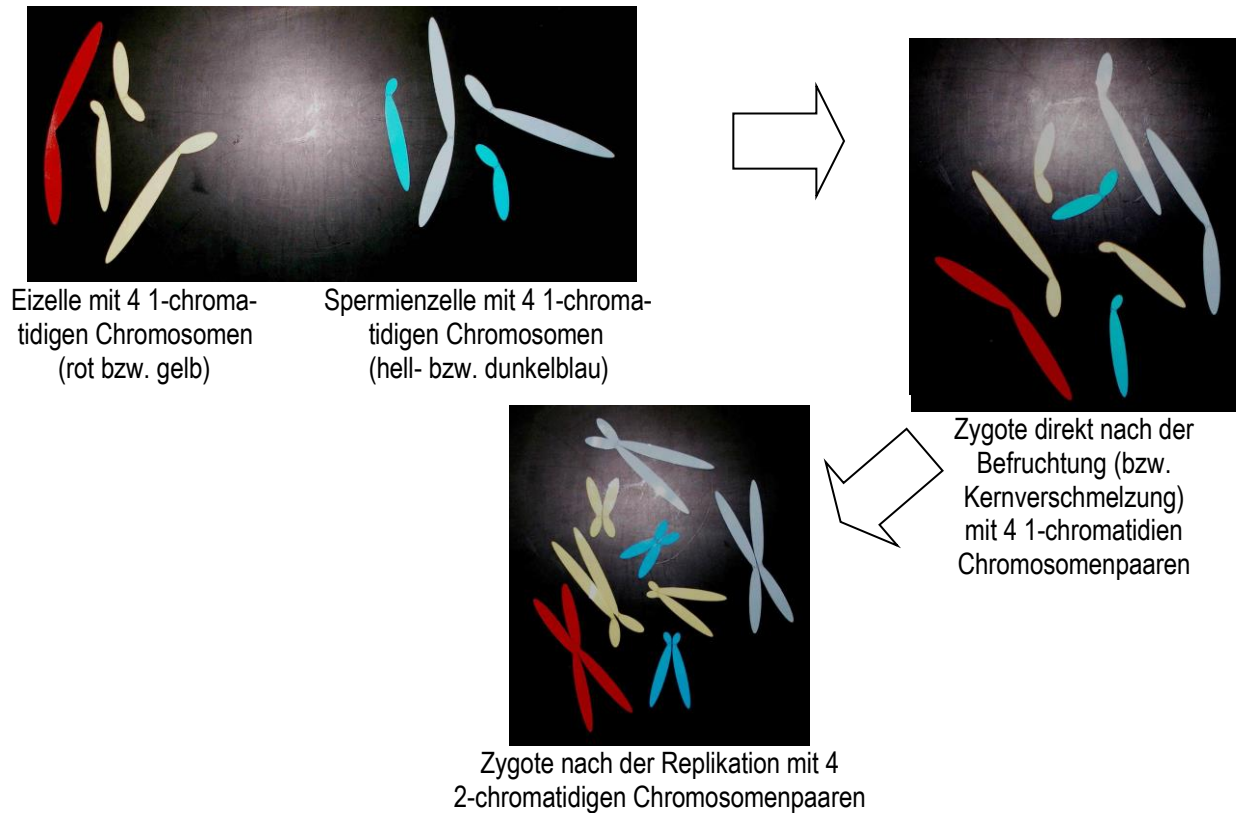 Eizelle mit 4 1-chroma-
tidigen Chromosomen
(rot bzw. gelb)
Spermienzelle mit 4 1-chroma-
tidigen Chromosomen
(hell- bzw. dunkelblau)
Zygote direkt nach der
Befruchtung (bzw.
Kernverschmelzung)
mit 4 1-chromatidien
Chromosomenpaaren
Zygote nach der Replikation mit 4
2-chromatidigen Chromosomenpaaren